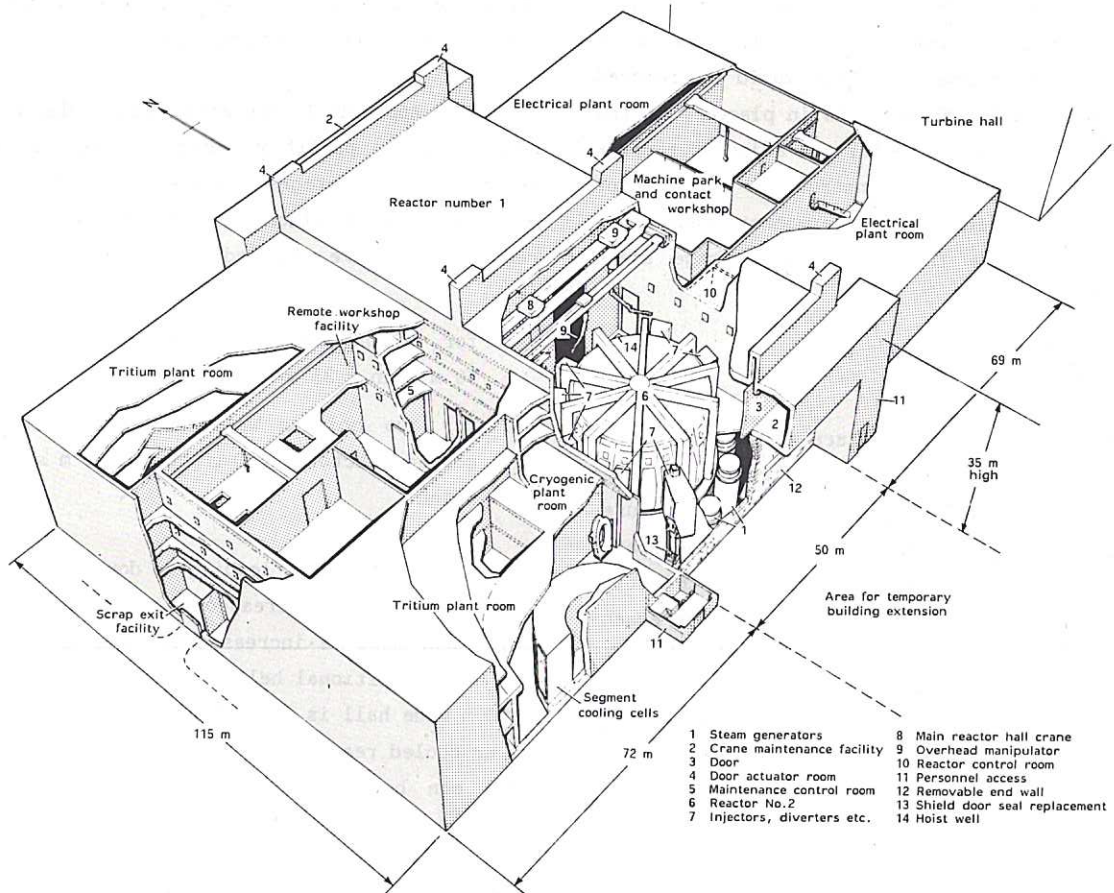 4
N
2
Electrical plant room
Turbine hall
4
4
Machine park
and contact
workshop
Reactor number 1
9
Electrical
plant room
4
10
4
8
Remote workshop
facility
9
14
7
69 m
Tritium plant room
5
7
6
3
11
2
7
35 m
high
Cryogenic
plant
room
12
1
13
50 m
Area for temporary
building extension
Tritium plant room
Scrap exit
facility
11
Segment
cooling cells
115 m
72 m
1 Steam generators
2 Crane maintenance facility
3 Door
4 Door actuator room
5 Maintenance control room
6 Reactor No.2
7 Injectors, diverters etc.
8 Main reactor hall crane
9 Overhead manipulator
10 Reactor control room
11 Personnel access
12 Removable end wall
13 Shield door seal replacement
14 Hoist well